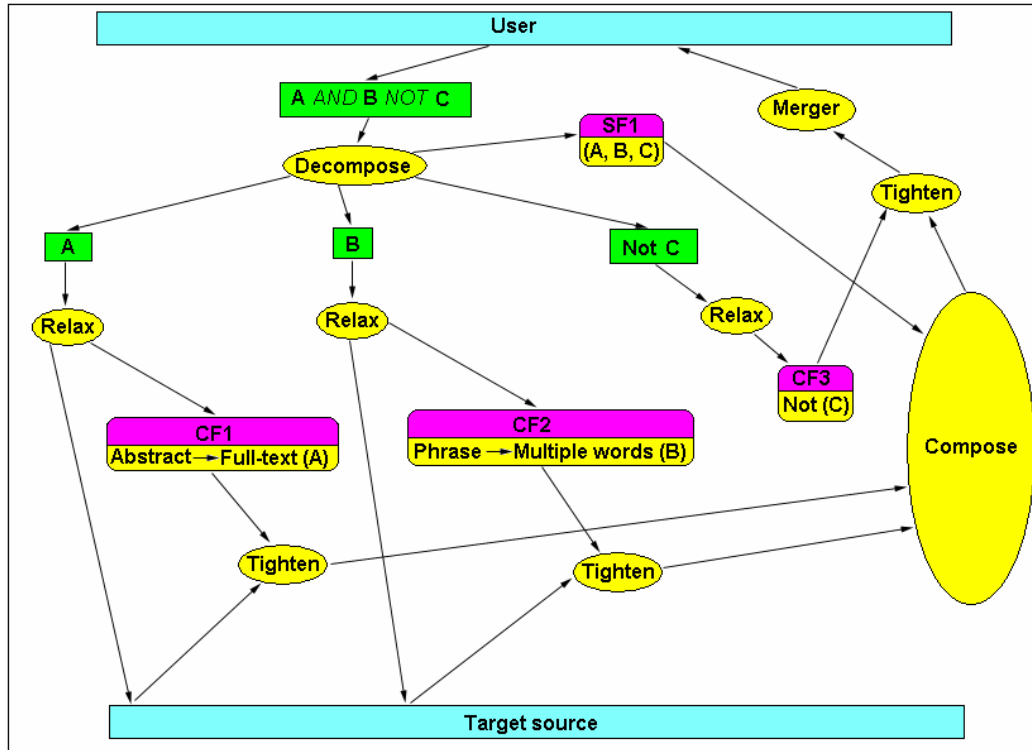 User
A AND B NOT C
Merger
SF1
(A, B, C)
Decompose
Tighten
A
B
Not C
Relax
Relax
Relax
CF3
Not (C)
CF1
Abstract → Full-text (A)
CF2
Phrase → Multiple words (B)
Compose
Tighten
Tighten
Target source